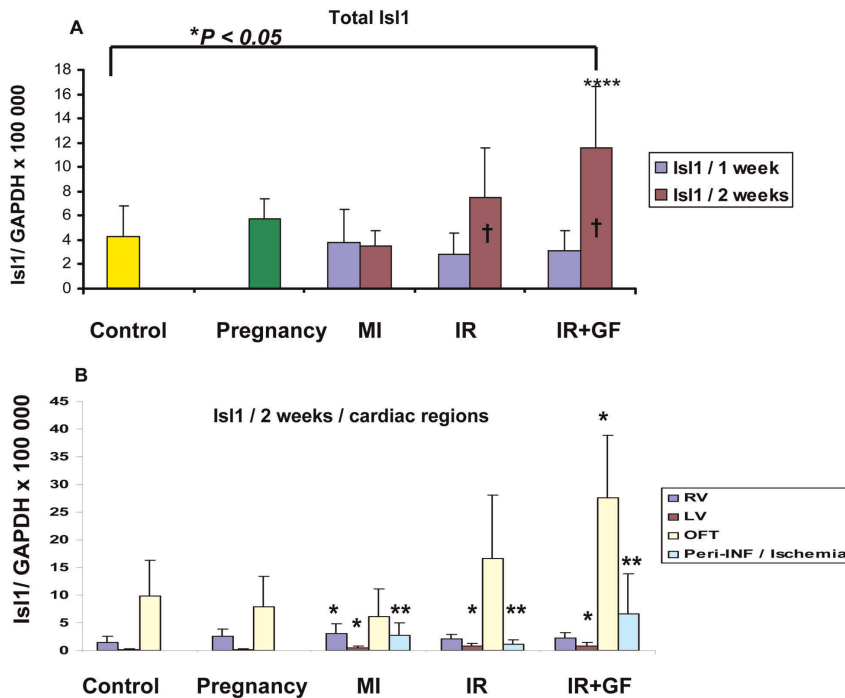 A
Total Isl1
*P < 0.05
Isl1/ GAPDH x 100 000
18
16
14
12
10
8
6
4
2
0
****
†
†
Isl1 / 1 week
Isl1 / 2 weeks
Control Pregnancy MI IR IR+GF
B
Isl1 / 2 weeks / cardiac regions
Isl1/ GAPDH x 100 000
45
40
35
30
25
20
15
10
5
0
* * ** * ** * * **
RV
LV
OFT
Peri-INF / Ischemia
Control Pregnancy MI IR IR+GF